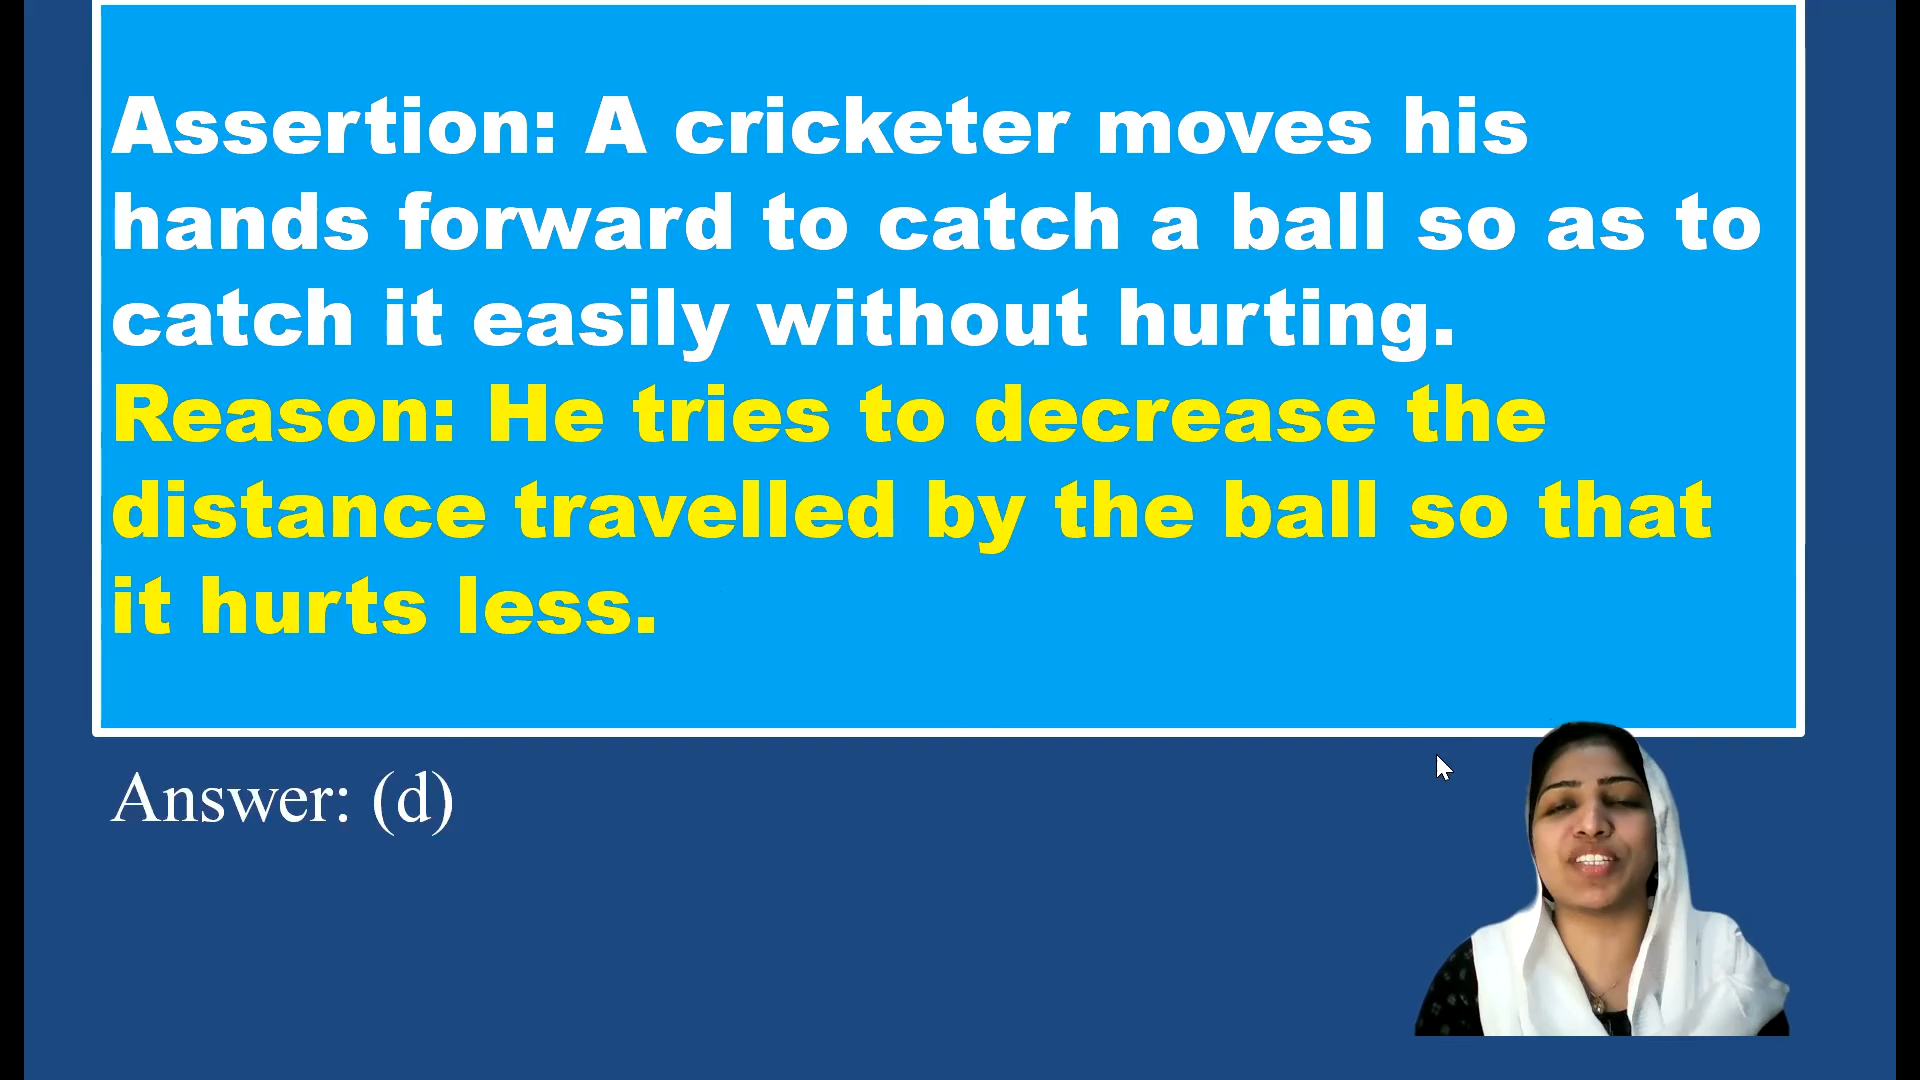 Assertion: A cricketer moves his
hands forward to catch a ball so as to
catch it easily without hurting.
Reason: He tries to decrease the
distance travelled by the ball so that
it hurts less.
Answer: (d)